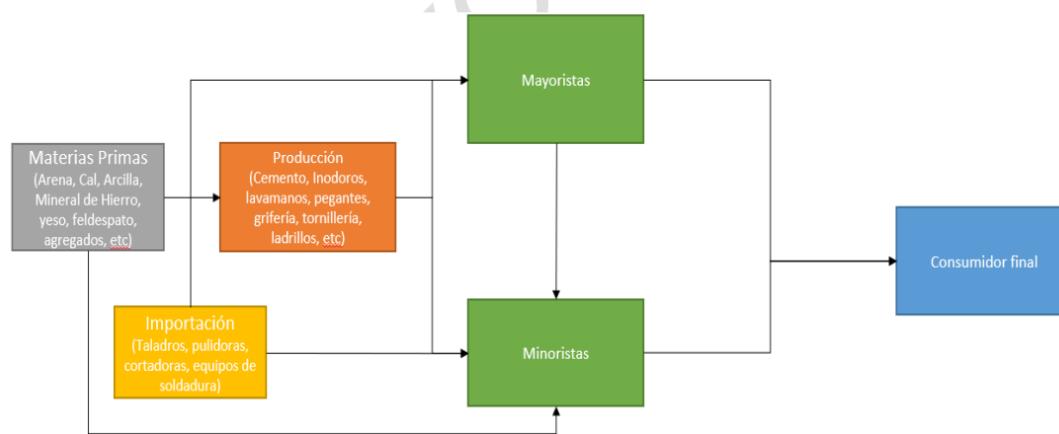 Mayoristas
Materias Primas
(Arena, Cal, Arcilla,
Mineral de Hierro,
yeso, feldespato,
agregados, etc)
Producción
(Cemento, Inodoros,
lavamanos, pegantes,
grifería, tornillería,
ladrillos, etc)
Consumidor final
Importación
(Taladros, pulidoras,
cortadoras, equipos de
soldadura)
Minoristas